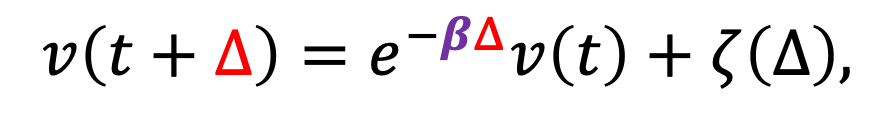 v(t + Δ) = e^{−βΔ}v(t) + ζ(Δ),